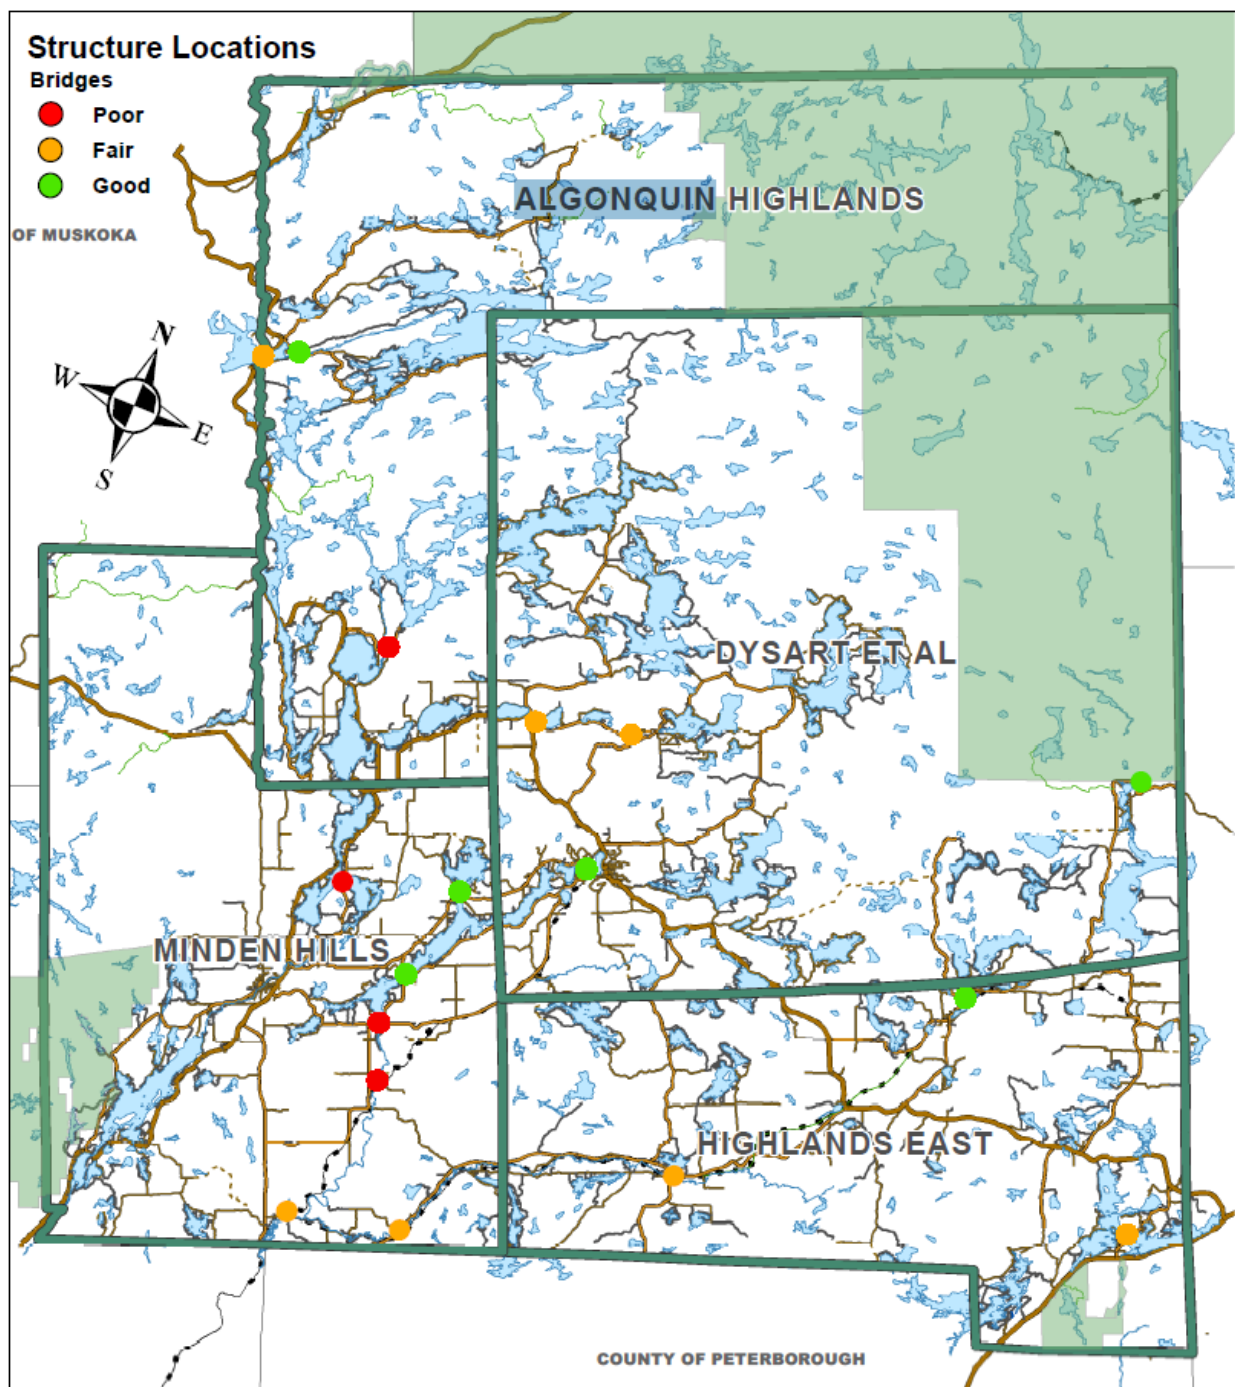 Structure Locations
Bridges
Poor
Fair
Good
ALGONQUIN HIGHLANDS
OF MUSKOKA
N
W
E
S
DYSART ET AL
MINDEN HILLS
HIGHLANDS EAST
COUNTY OF PETERBOROUGH